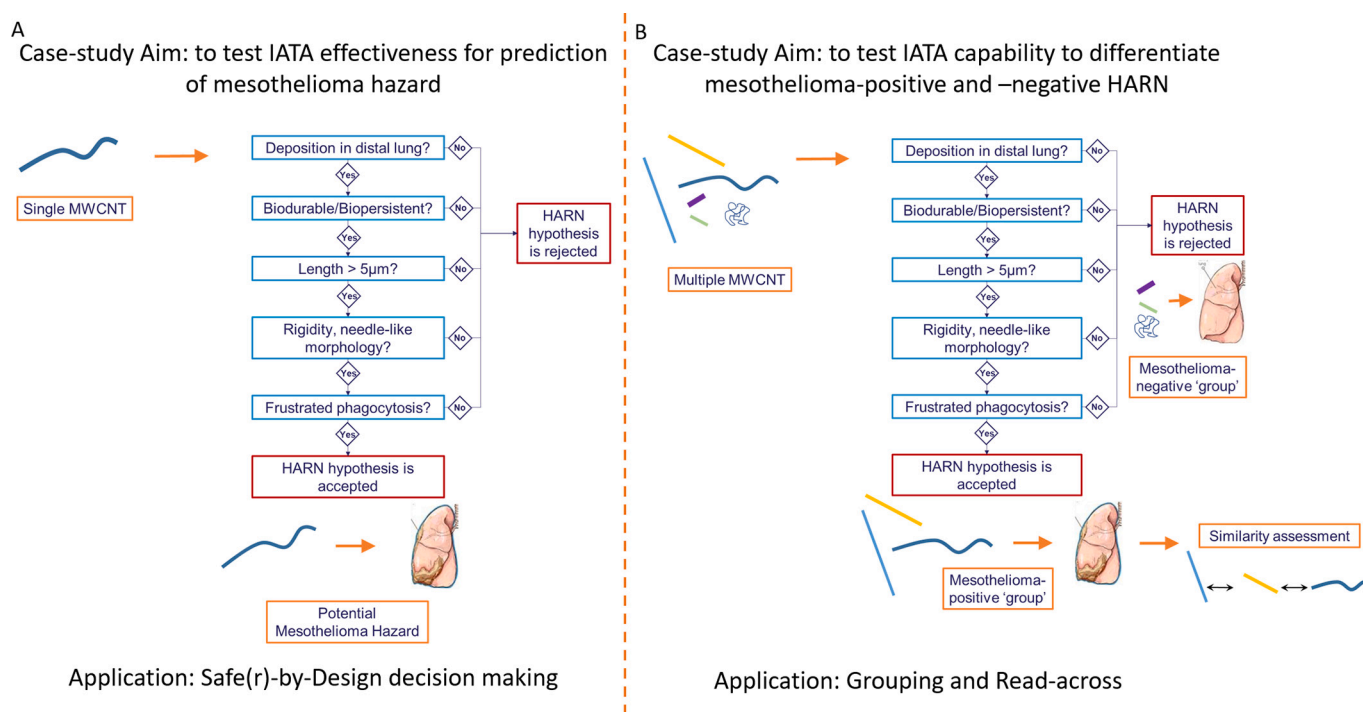 A
Case-study Aim: to test IATA effectiveness for prediction
of mesothelioma hazard
Single MWCNT
Deposition in distal lung?
No
Yes
Biodurable/Biopersistent?
No
Yes
Length > 5µm?
No
Yes
Rigidity, needle-like
morphology?
No
Yes
Frustrated phagocytosis?
No
Yes
HARN
hypothesis
is rejected
HARN hypothesis is
accepted
Potential
Mesothelioma Hazard
Application: Safe(r)-by-Design decision making
B
Case-study Aim: to test IATA capability to differentiate
mesothelioma-positive and –negative HARN
Multiple MWCNT
Deposition in distal lung?
No
Yes
Biodurable/Biopersistent?
No
Yes
Length > 5µm?
No
Yes
Rigidity, needle-like
morphology?
No
Yes
Frustrated phagocytosis?
No
Yes
HARN
hypothesis
is rejected
Mesothelioma-
negative ‘group’
HARN hypothesis is
accepted
Mesothelioma-
positive ‘group’
Similarity assessment
Application: Grouping and Read-across